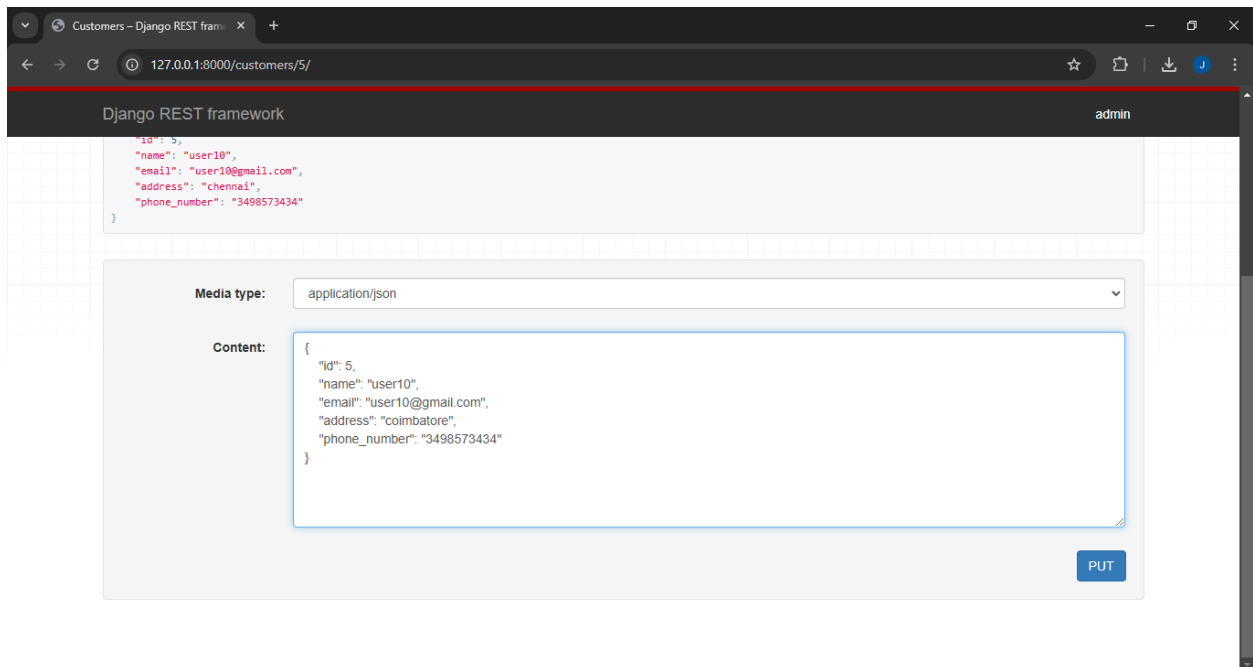 Customers – Django REST fram
127.0.0.1:8000/customers/5/
J
Django REST framework
admin
"id": 5,
"name": "user10",
"email": "user10@gmail.com",
"address": "chennai",
"phone_number": "3498573434"
}
Media type:
application/json
Content:
{
"id": 5,
"name": "user10",
"email": "user10@gmail.com",
"address": "coimbatore",
"phone_number": "3498573434"
}
PUT